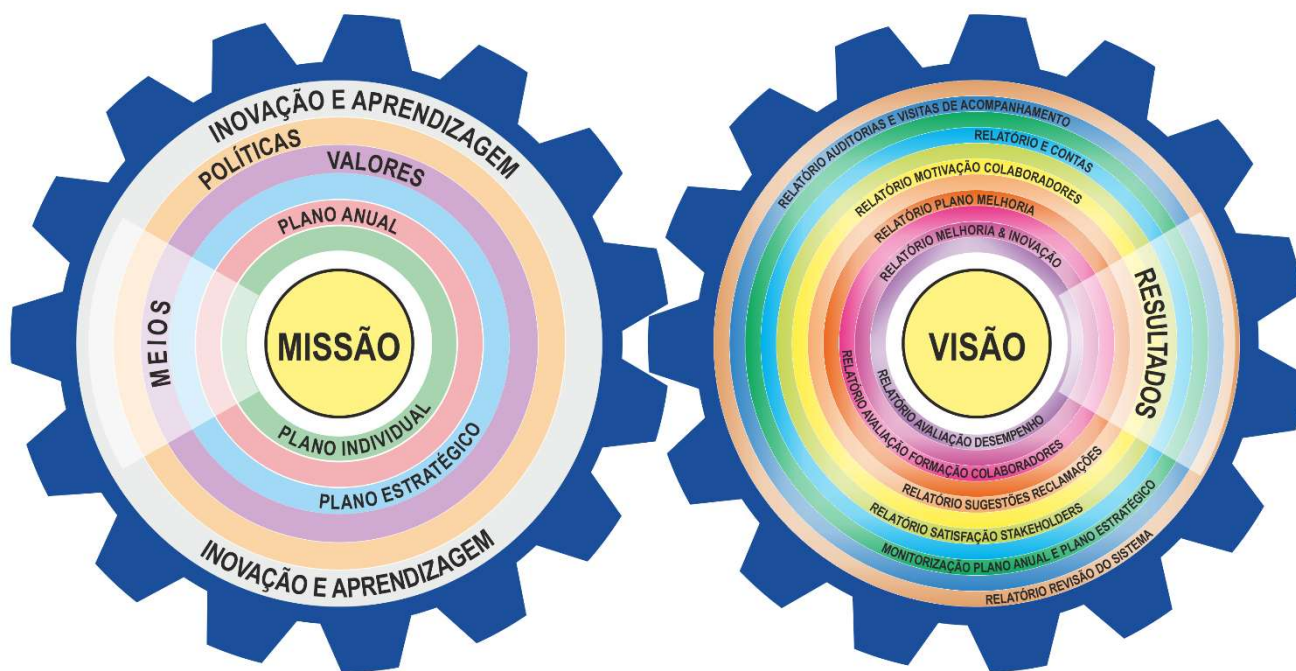 INOVAÇÃO E APRENDIZAGEM
POLÍTICAS
VALORES
PLANO ANUAL
MEIOS
MISSÃO
PLANO INDIVIDUAL
PLANO ESTRATÉGICO
INOVAÇÃO E APRENDIZAGEM
RELATÓRIO AUDITORIAS E VISITAS DE ACOMPANHAMENTO
RELATÓRIO E CONTAS
RELATÓRIO MOTIVAÇÃO COLABORADORES
RELATÓRIO PLANO MELHORIA
RELATÓRIO MELHORIA & INOVAÇÃO
VISÃO
RESULTADOS
RELATÓRIO AVALIAÇÃO DESEMPENHO
RELATÓRIO AVALIAÇÃO FORMAÇÃO COLABORADORES
RELATÓRIO SUGESTÕES RECLAMAÇÕES
RELATÓRIO SATISFAÇÃO STAKEHOLDERS
MONITORIZAÇÃO PLANO ANUAL E PLANO ESTRATÉGICO
RELATÓRIO REVISÃO DO SISTEMA